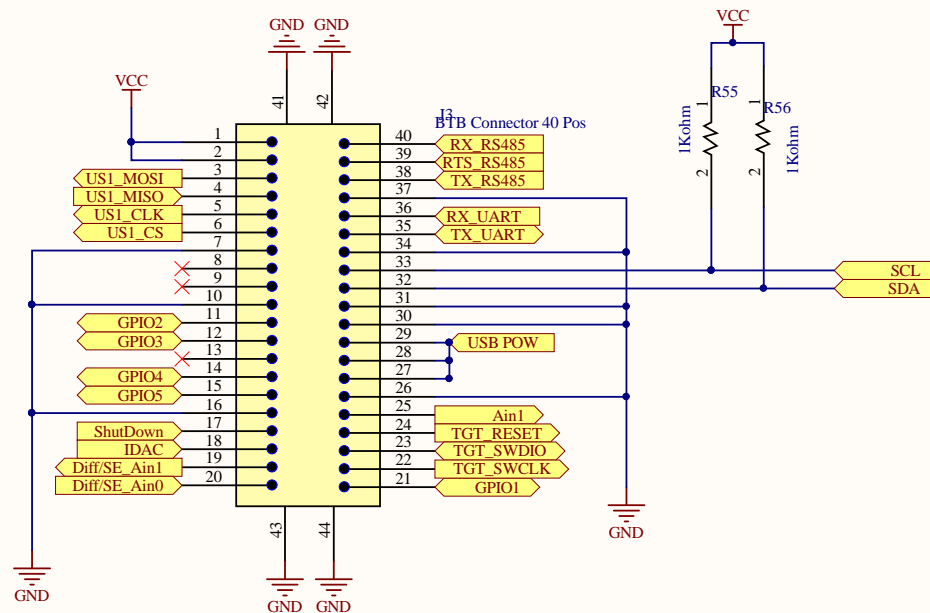 GND GND
VCC
VCC
41
42
J3
BTB Connector 40 Pos
R55
R56
1
1
1Kohm
1Kohm
2
2
1 40 RX_RS485
2 39 RTS_RS485
US1_MOSI 3 38 TX_RS485
US1_MISO 4 37
US1_CLK 5 36 RX_UART
US1_CS 6 35 TX_UART
7 34
8 33 SCL
9 32 SDA
10 31
GPIO2 11 30
GPIO3 12 29 USB POW
13 28
GPIO4 14 27
GPIO5 15 26
16 25 Ain1
ShutDown 17 24 TGT_RESET
IDAC 18 23 TGT_SWDIO
Diff/SE_Ain1 19 22 TGT_SWCLK
Diff/SE_Ain0 20 21 GPIO1
43
44
GND
GND
GND GND